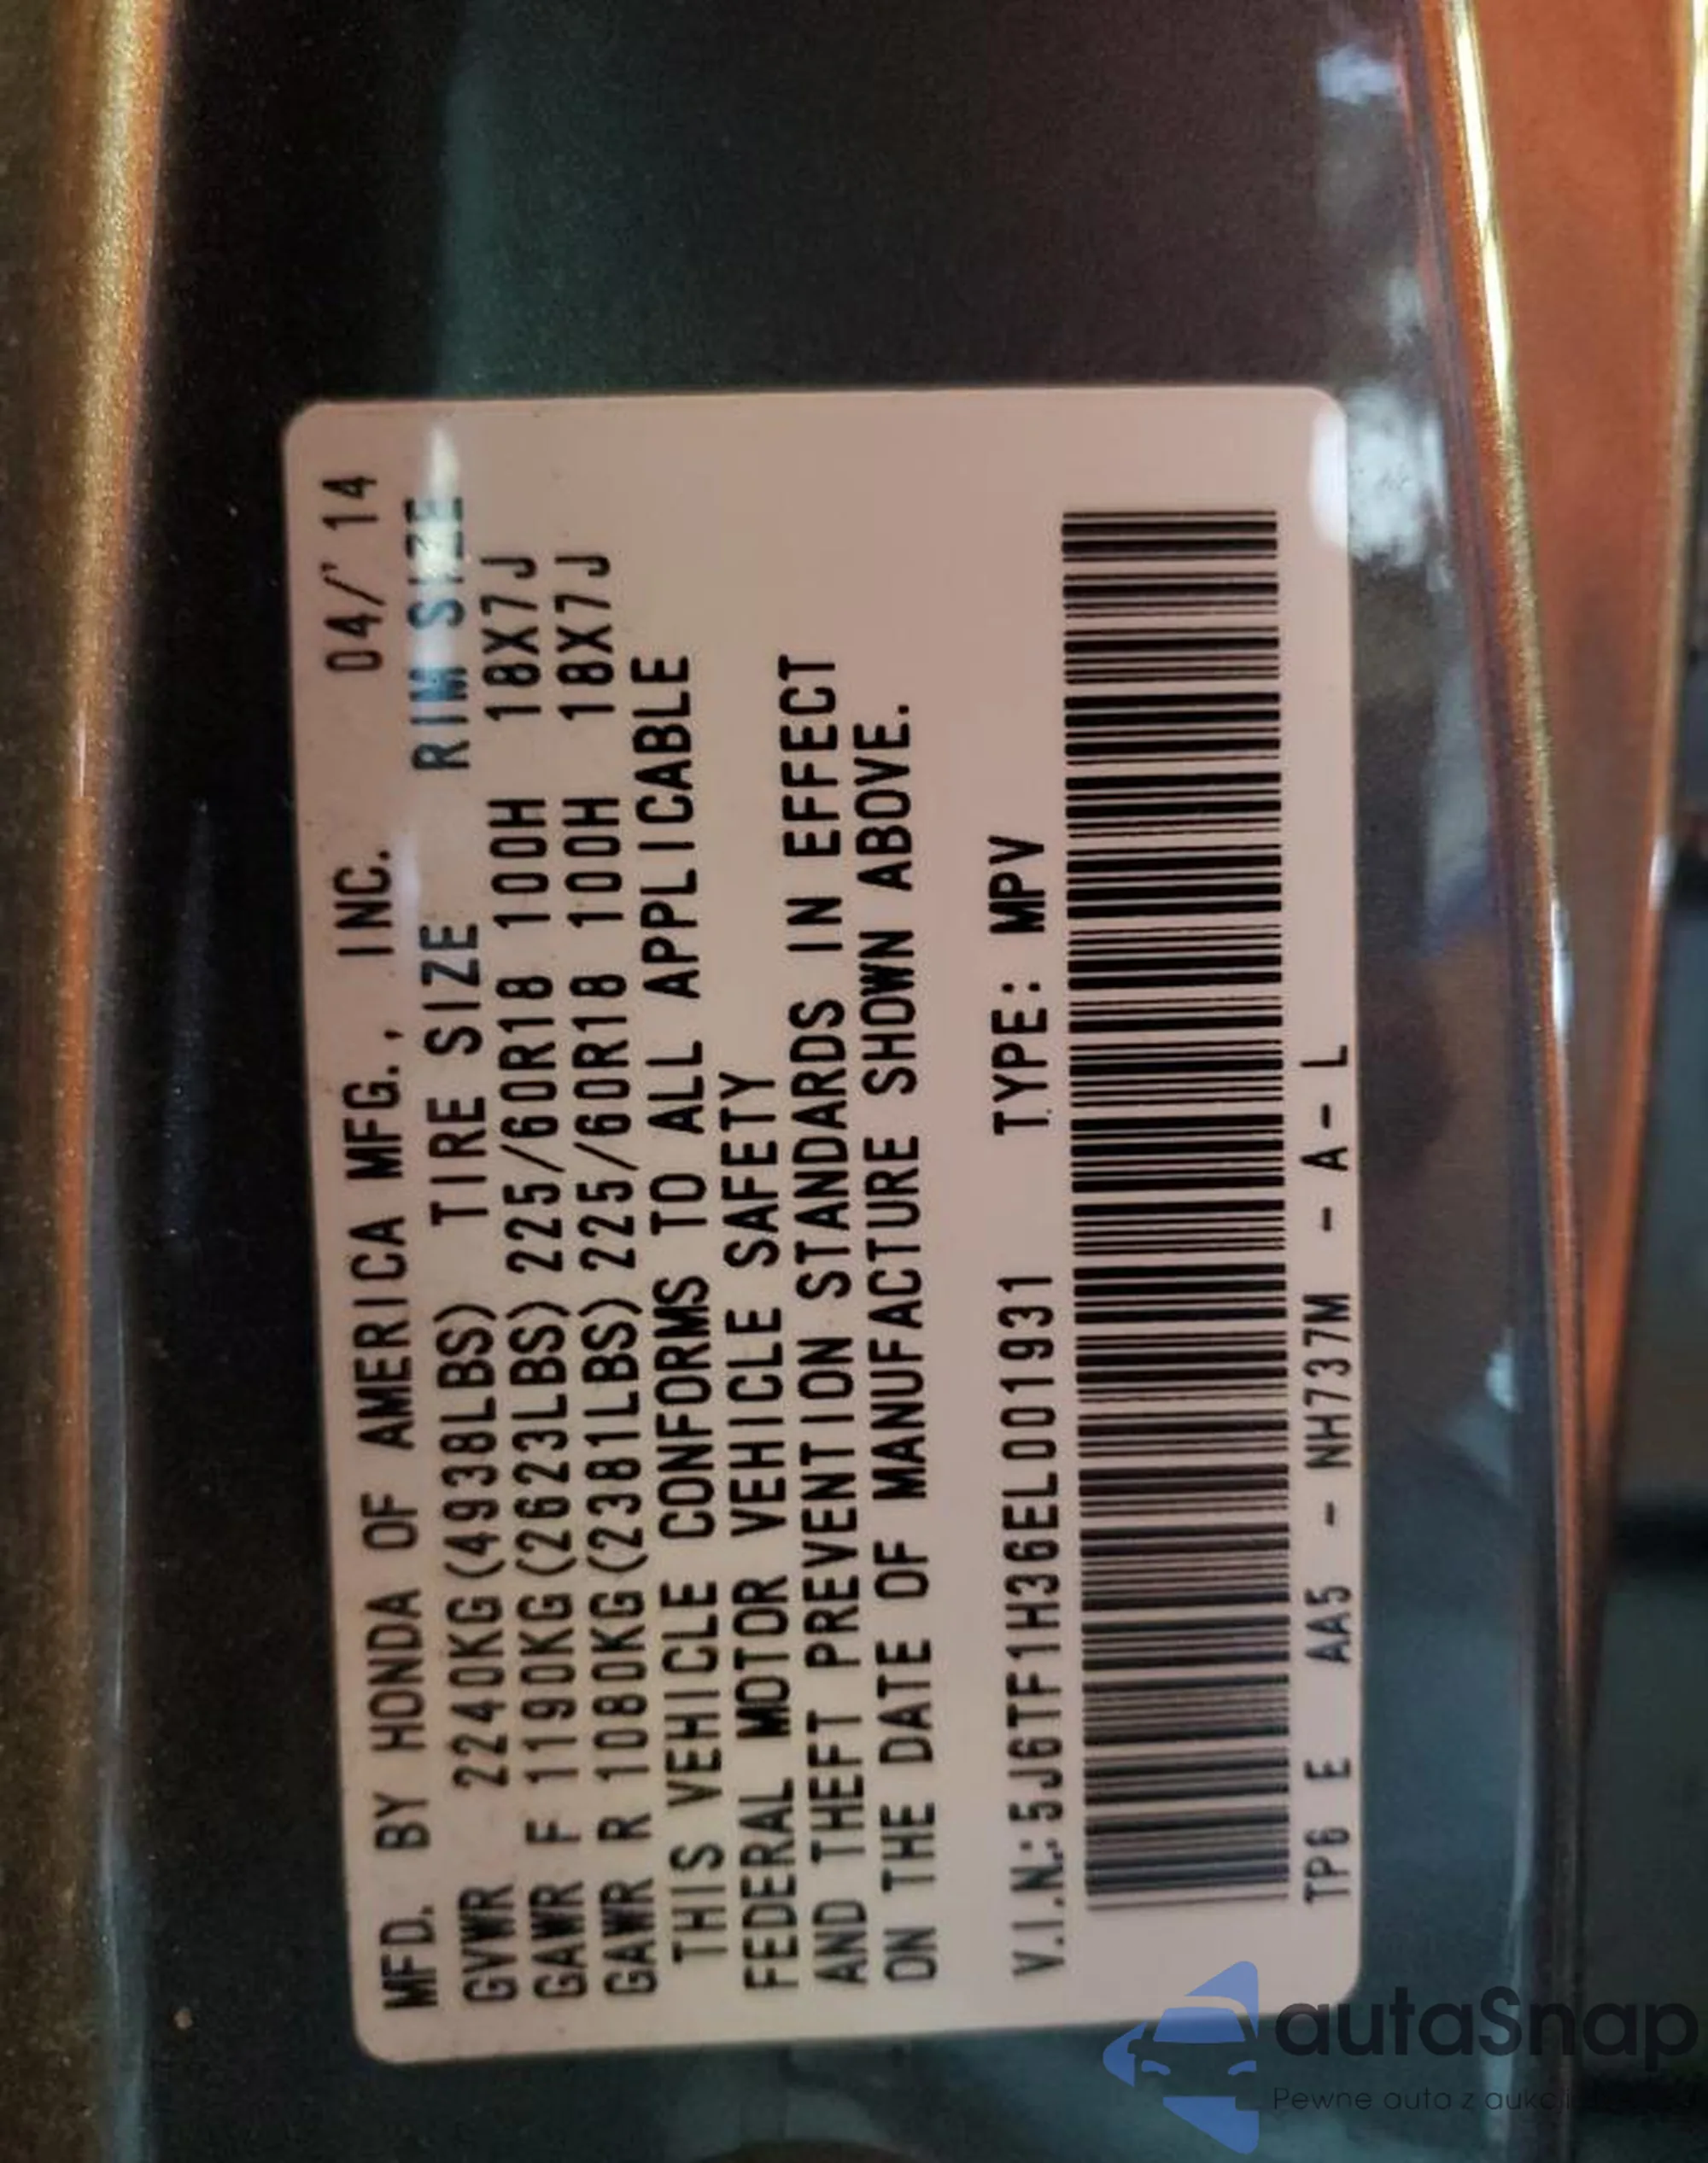 MFD. BY HONDA OF AMERICA MFG., INC. 04/'14
GVWR 2240KG(4938LBS) TIRE SIZE RIM SIZE
GAWR F 1190KG(2623LBS) 225/60R18 100H 18X7J
GAWR R 1080KG(2381LBS) 225/60R18 100H 18X7J
THIS VEHICLE CONFORMS TO ALL APPLICABLE
FEDERAL MOTOR VEHICLE SAFETY
AND THEFT PREVENTION STANDARDS IN EFFECT
ON THE DATE OF MANUFACTURE SHOWN ABOVE.
V.I.N.:5J6TF1H36EL001931 TYPE: MPV
TP6 E AA5 - NH737M - A- L
autaSnap
Pewne auta z